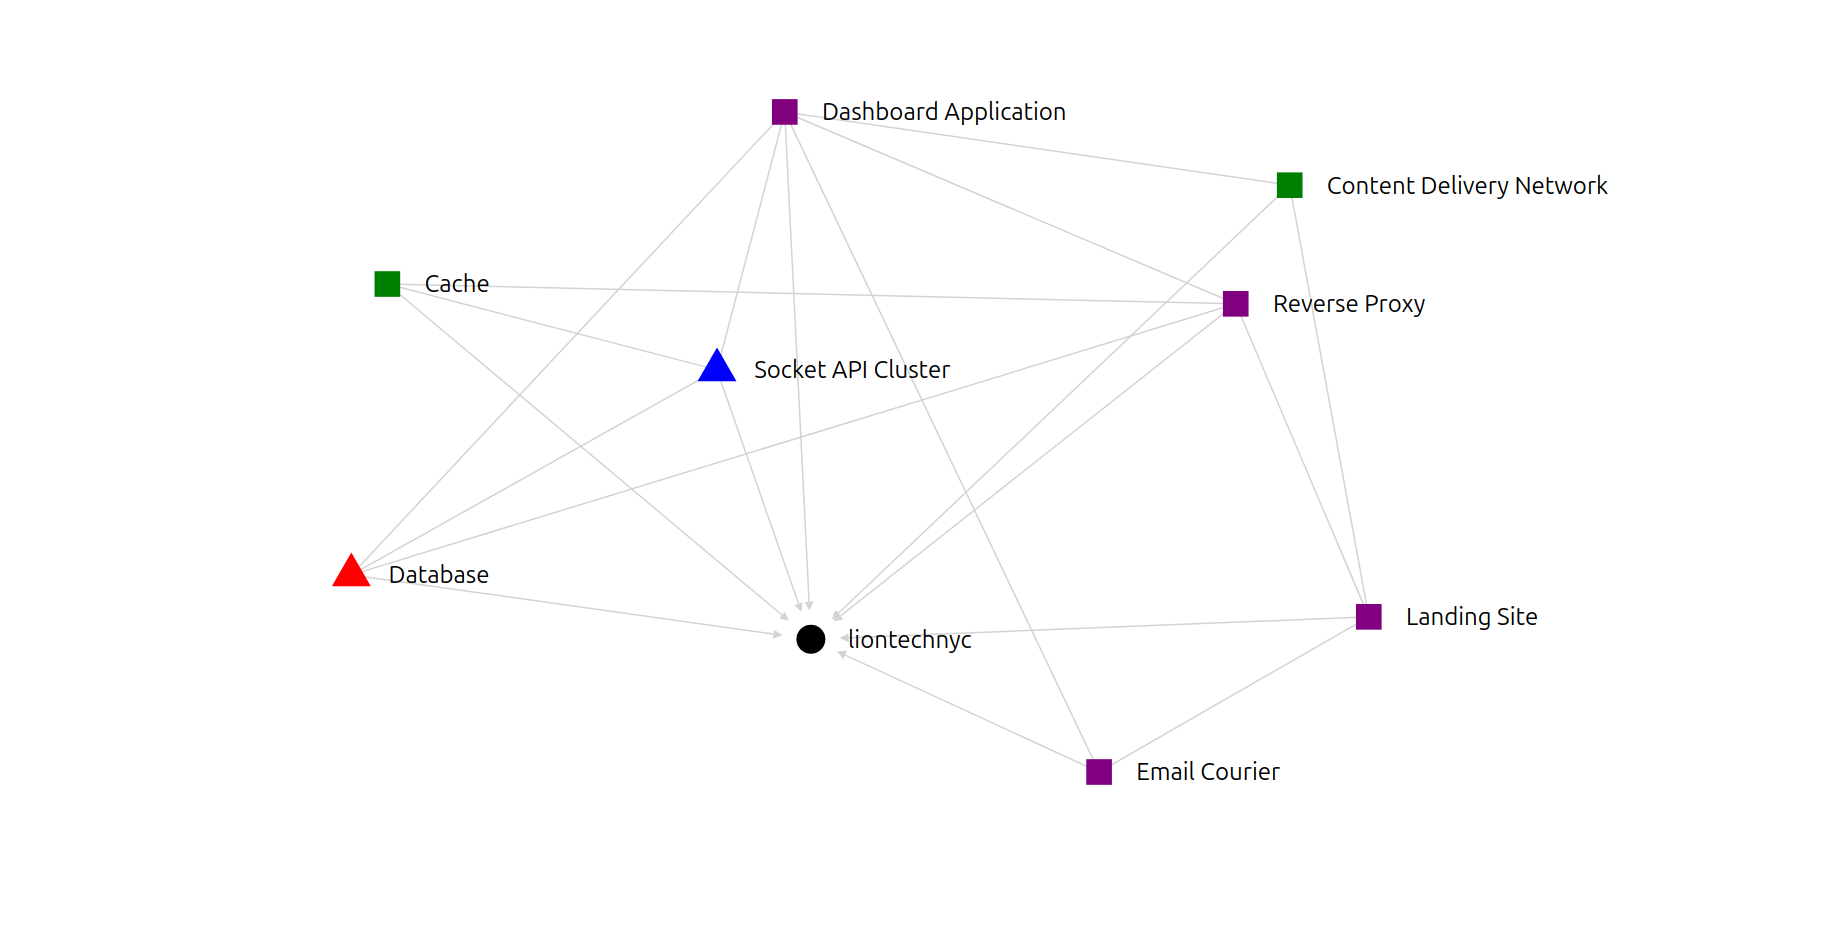 Dashboard Application
Content Delivery Network
Cache
Reverse Proxy
Socket API Cluster
Database
Landing Site
liontechnyc
Email Courier